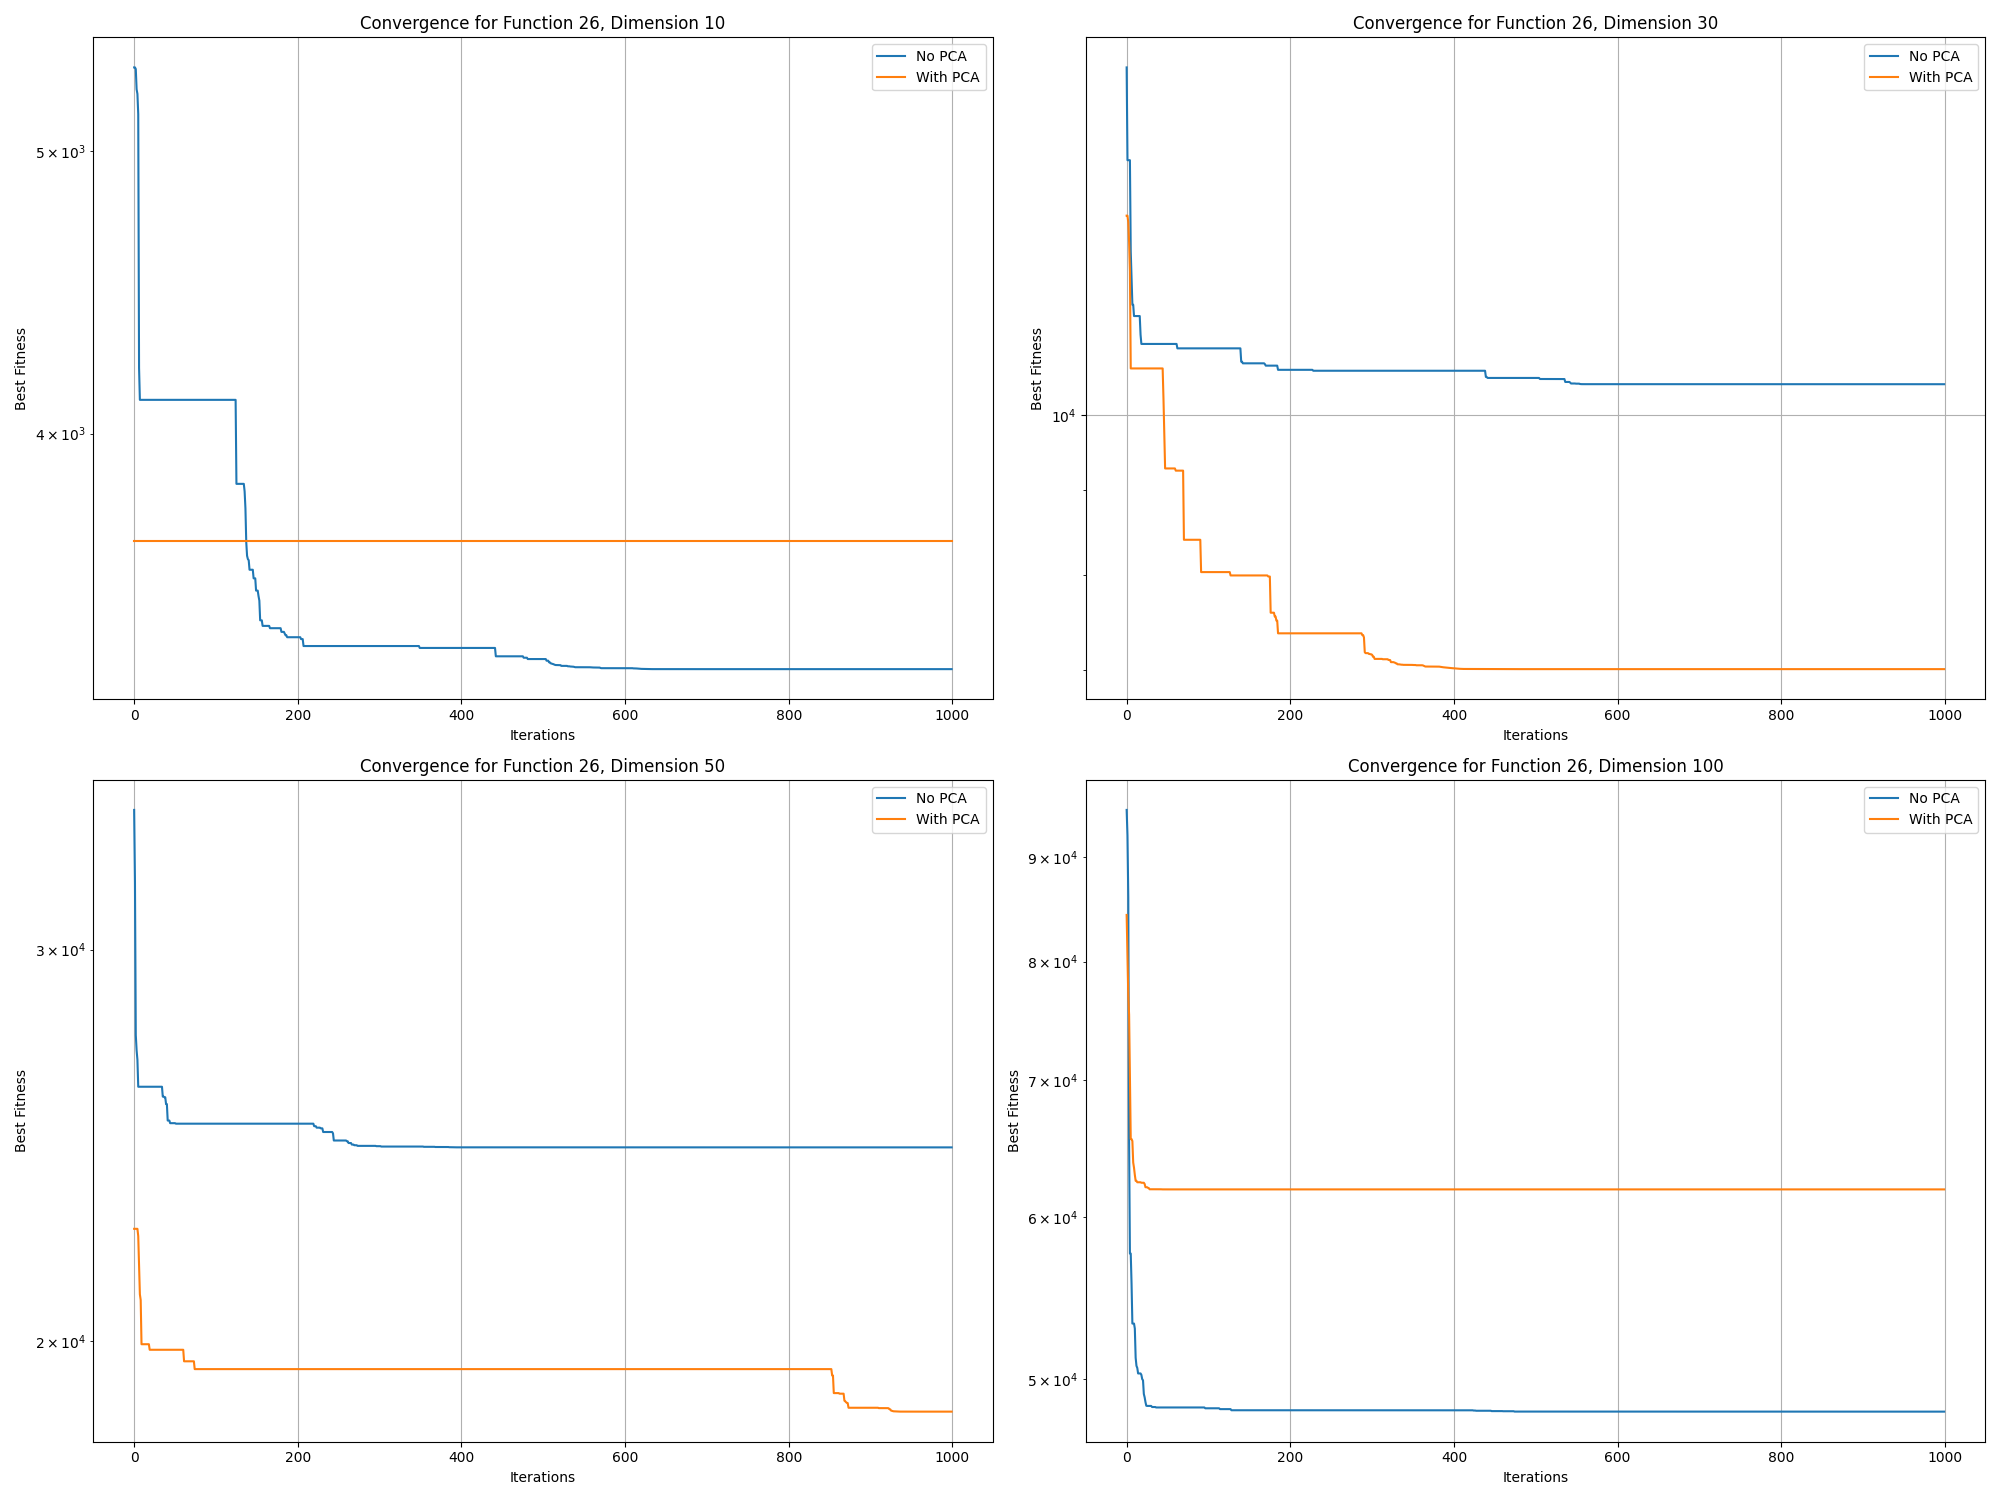 Convergence for Function 26, Dimension 10
No PCA
With PCA
5 × 10³
4 × 10³
Best Fitness
0 200 400 600 800 1000
Iterations
Convergence for Function 26, Dimension 30
No PCA
With PCA
10⁴
Best Fitness
0 200 400 600 800 1000
Iterations
Convergence for Function 26, Dimension 50
No PCA
With PCA
3 × 10⁴
2 × 10⁴
Best Fitness
0 200 400 600 800 1000
Iterations
Convergence for Function 26, Dimension 100
No PCA
With PCA
9 × 10⁴
8 × 10⁴
7 × 10⁴
6 × 10⁴
5 × 10⁴
Best Fitness
0 200 400 600 800 1000
Iterations